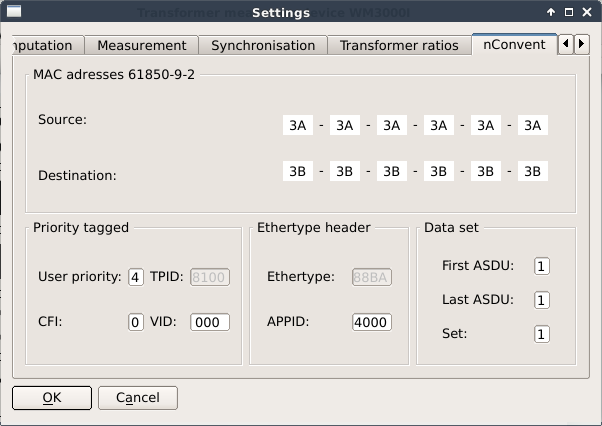 Settings
nputation
Measurement
Synchronisation
Transformer ratios
nConvent
MAC adresses 61850-9-2
Source: 3A - 3A - 3A - 3A - 3A - 3A
Destination: 3B - 3B - 3B - 3B - 3B - 3B
Priority tagged
User priority: 4 TPID: 8100
CFI: 0 VID: 000
Ethertype header
Ethertype: 88BA
APPID: 4000
Data set
First ASDU: 1
Last ASDU: 1
Set: 1
OK
Cancel